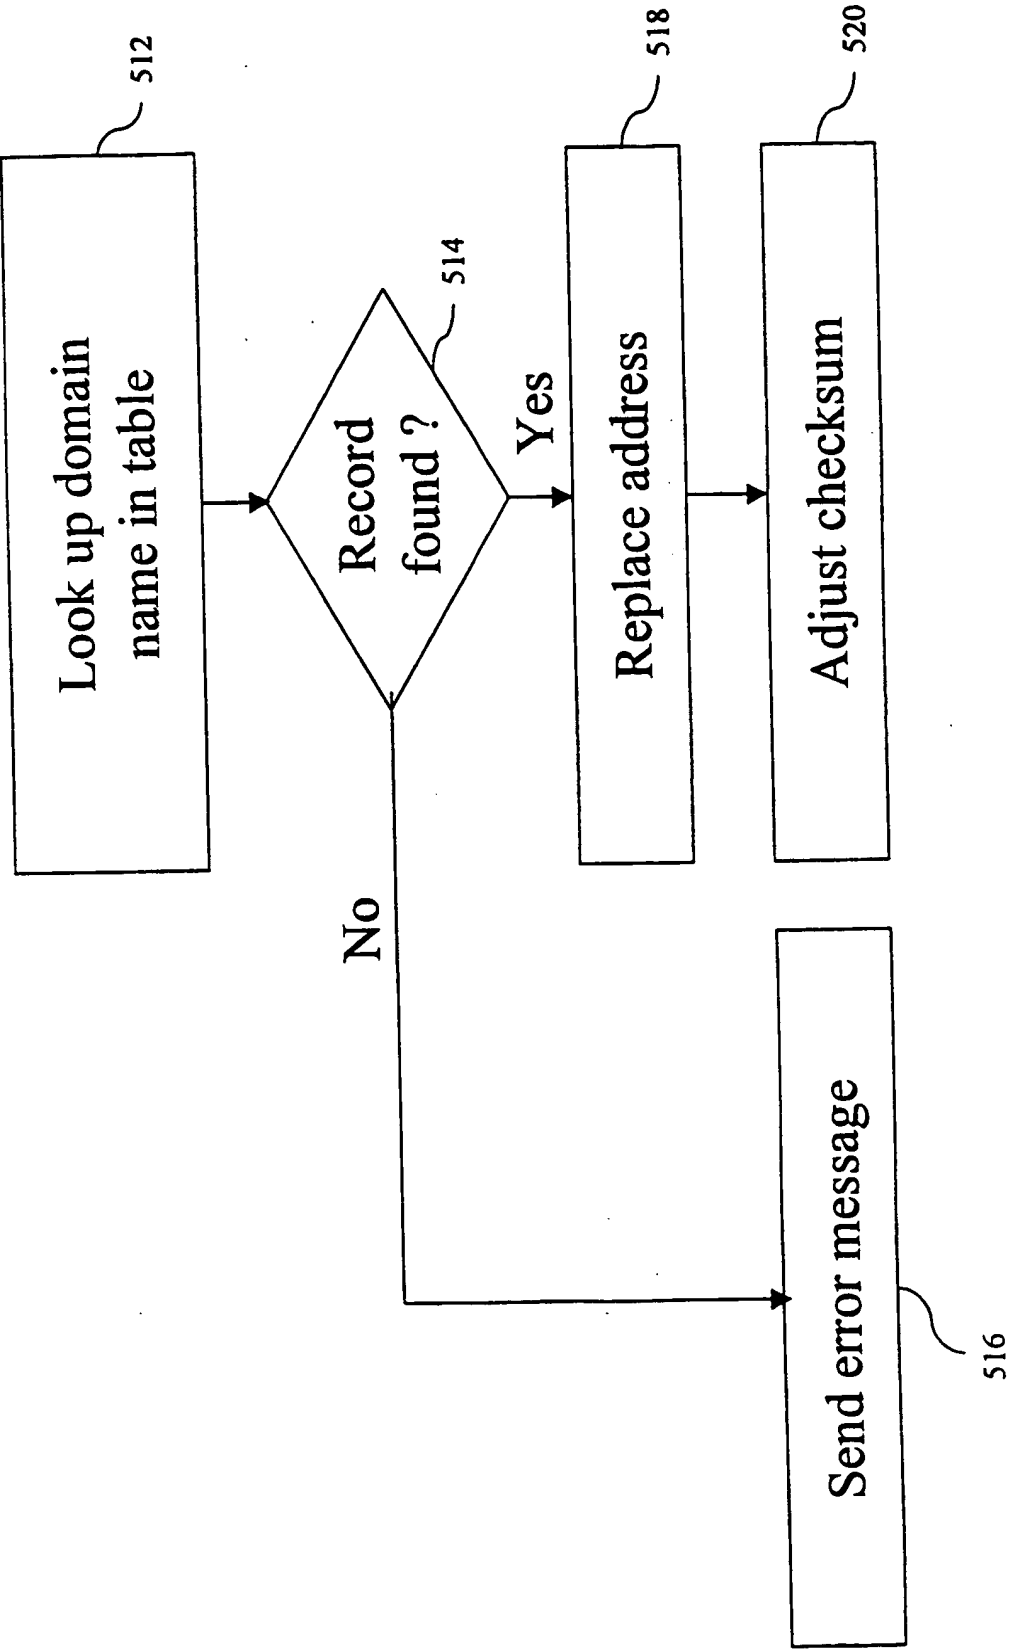 Look up domain
name in table
512
Record
found ?
514
No
Yes
Replace address
518
Adjust checksum
520
Send error message
516